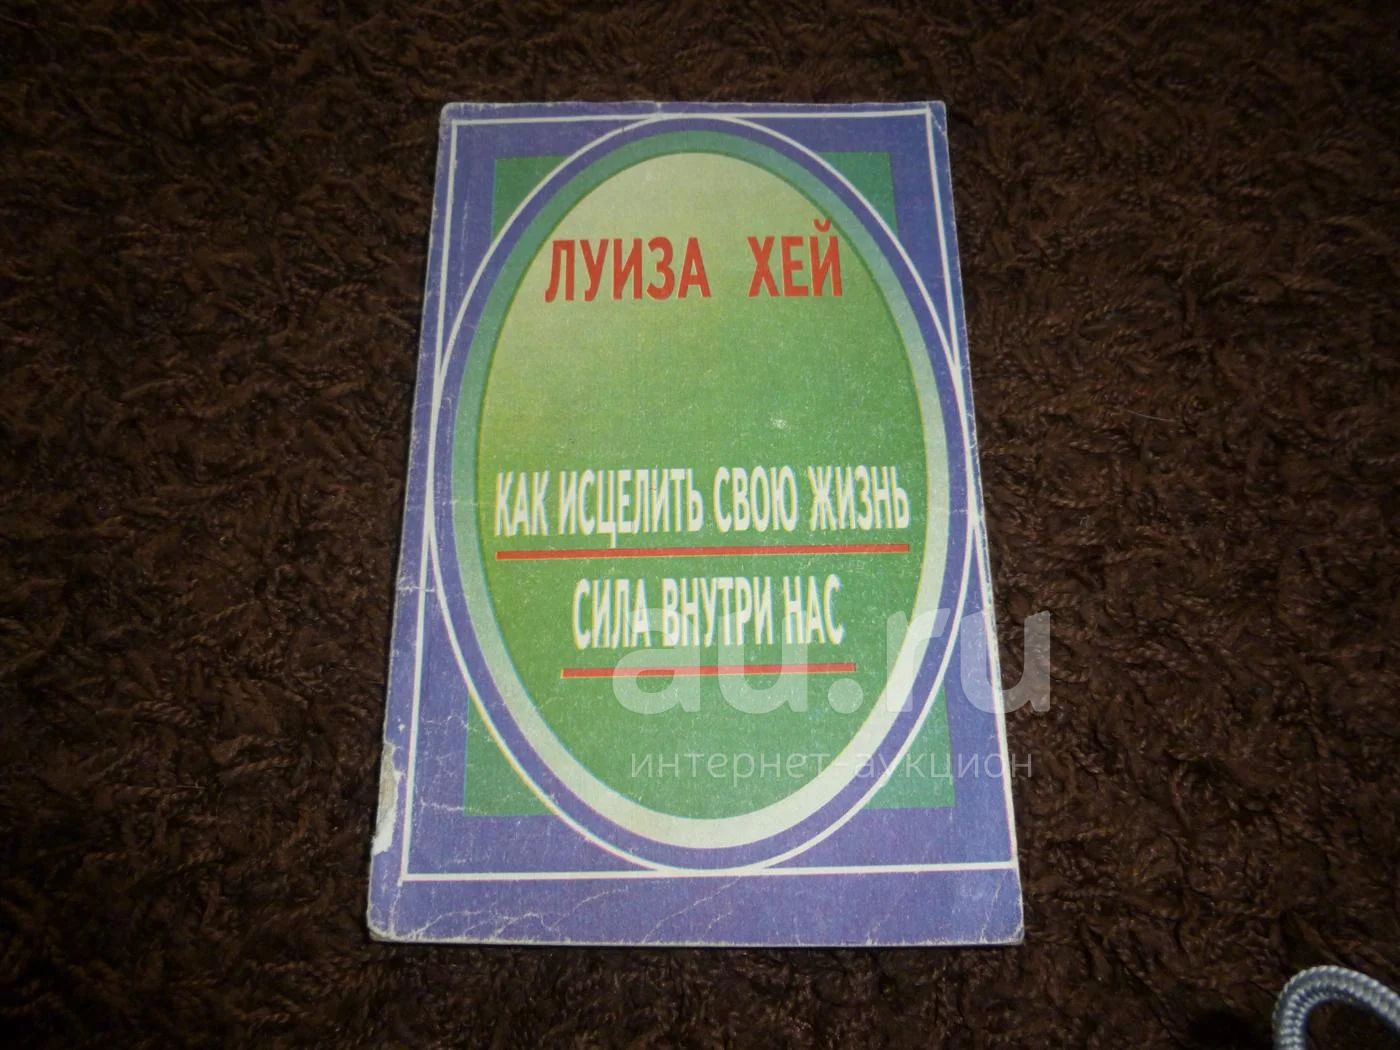 ЛУИЗА ХЕЙ
КАК ИСЦЕЛИТЬ СВОЮ ЖИЗНЬ
СИЛА ВНУТРИ НАС
au.ru
интернет-аукцион